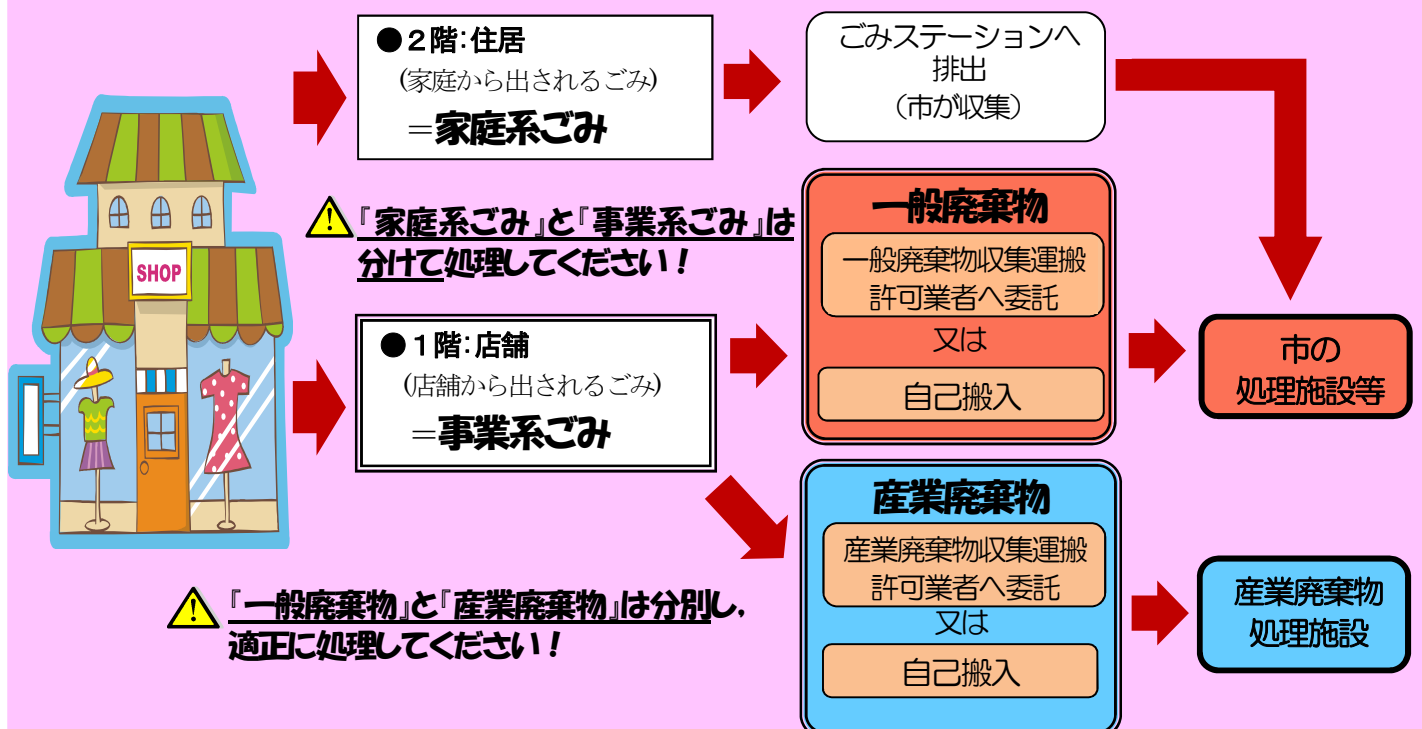 ●2階:住居
(家庭から出されるごみ)
=家庭系ごみ
ごみステーションへ
排出
(市が収集)
『家庭系ごみ』と『事業系ごみ』は
分けて処理してください!
SHOP
●1階:店舗
(店舗から出されるごみ)
=事業系ごみ
一般廃棄物
一般廃棄物収集運搬
許可業者へ委託
又は
自己搬入
市の
処理施設等
『一般廃棄物』と『産業廃棄物』は分別し,
適正に処理してください!
産業廃棄物
産業廃棄物収集運搬
許可業者へ委託
又は
自己搬入
産業廃棄物
処理施設